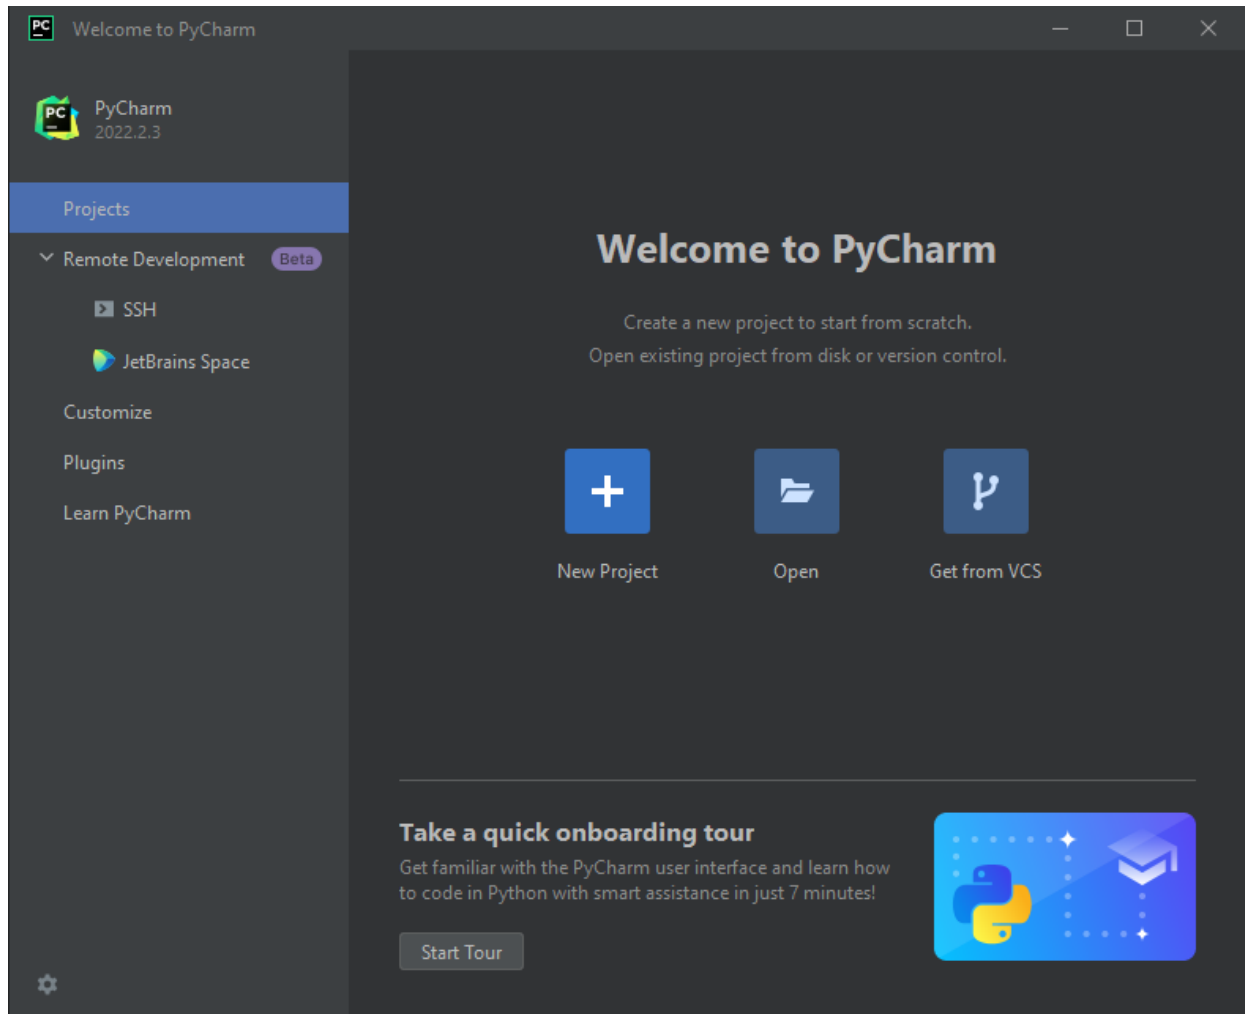 PC Welcome to PyCharm
PC PyCharm
2022.2.3
Projects
Remote Development Beta
SSH
JetBrains Space
Customize
Plugins
Learn PyCharm
Welcome to PyCharm
Create a new project to start from scratch.
Open existing project from disk or version control.
New Project Open Get from VCS
Take a quick onboarding tour
Get familiar with the PyCharm user interface and learn how
to code in Python with smart assistance in just 7 minutes!
Start Tour